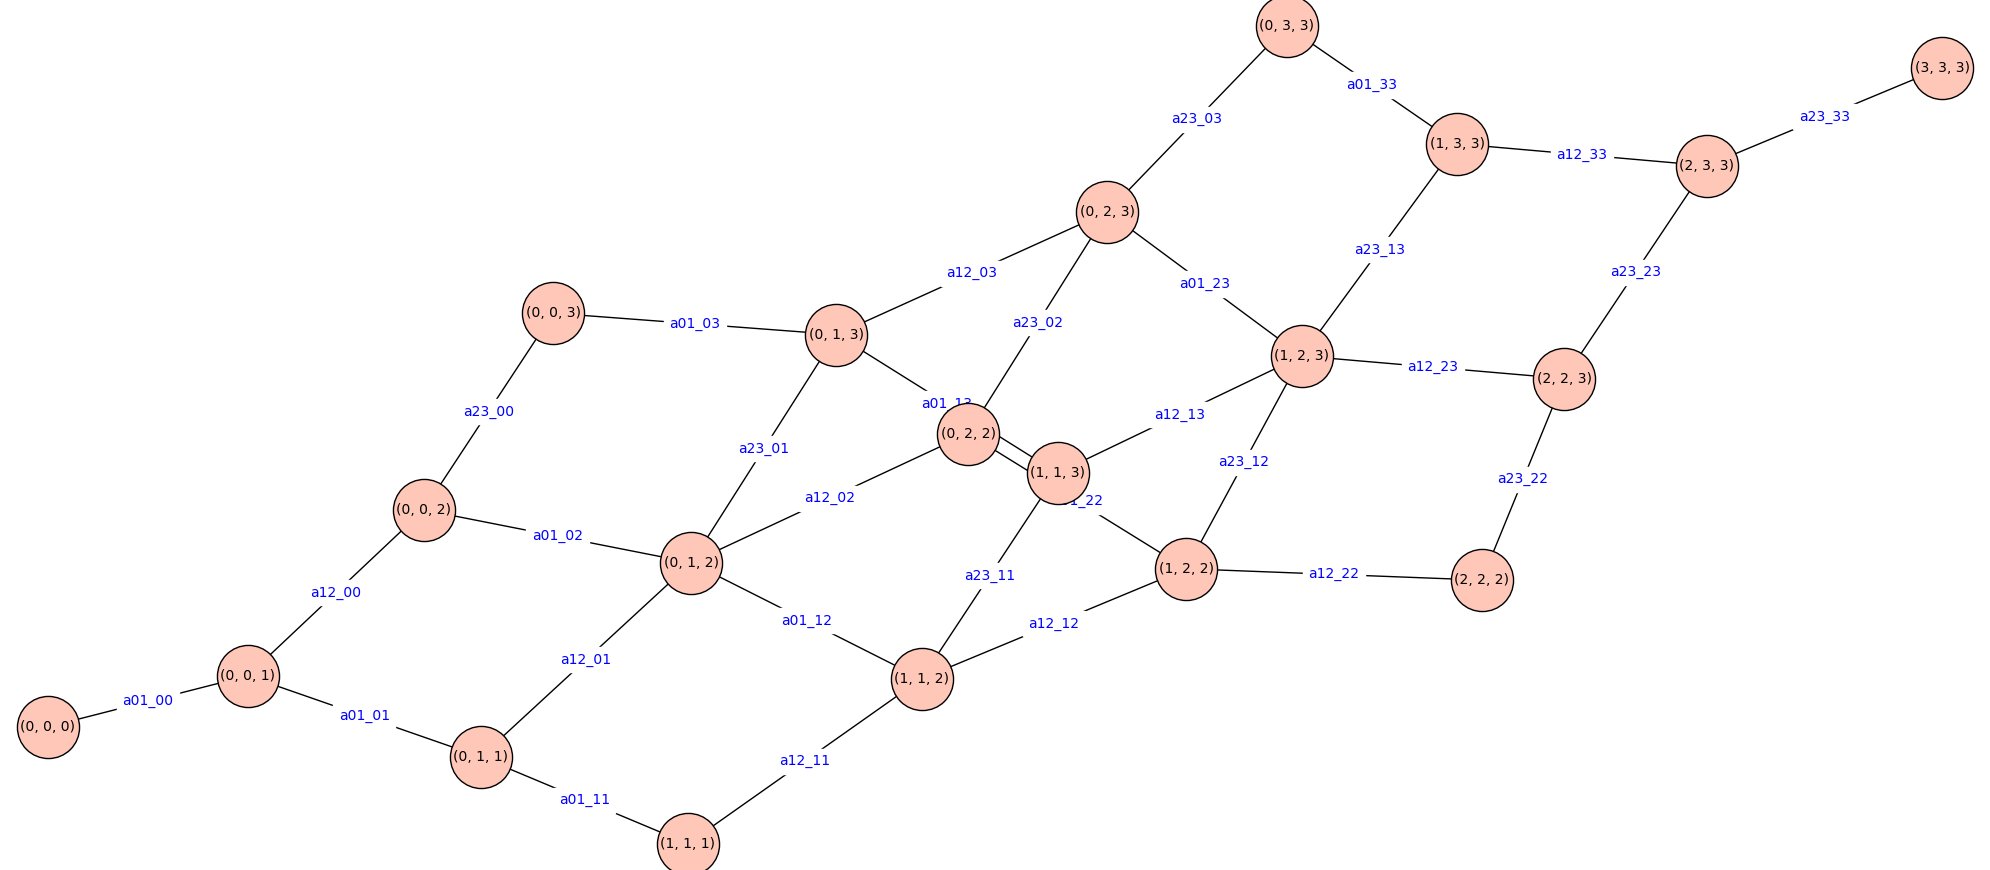 (0, 3, 3)
(3, 3, 3)
a01_33
a23_33
a23_03
(1, 3, 3)
a12_33
(2, 3, 3)
(0, 2, 3)
a23_13
a12_03
a23_23
a01_23
(0, 0, 3)
a01_03
a23_02
(0, 1, 3)
(1, 2, 3)
a12_23
(2, 2, 3)
a01_13
a23_00
a12_13
(0, 2, 2)
a23_01
a23_12
(1, 1, 3)
a23_22
a12_02
1_22
(0, 0, 2)
a01_02
(0, 1, 2)
(1, 2, 2)
a12_22
a23_11
(2, 2, 2)
a12_00
a01_12
a12_12
a12_01
(0, 0, 1)
(1, 1, 2)
a01_00
a01_01
(0, 0, 0)
(0, 1, 1)
a12_11
a01_11
(1, 1, 1)